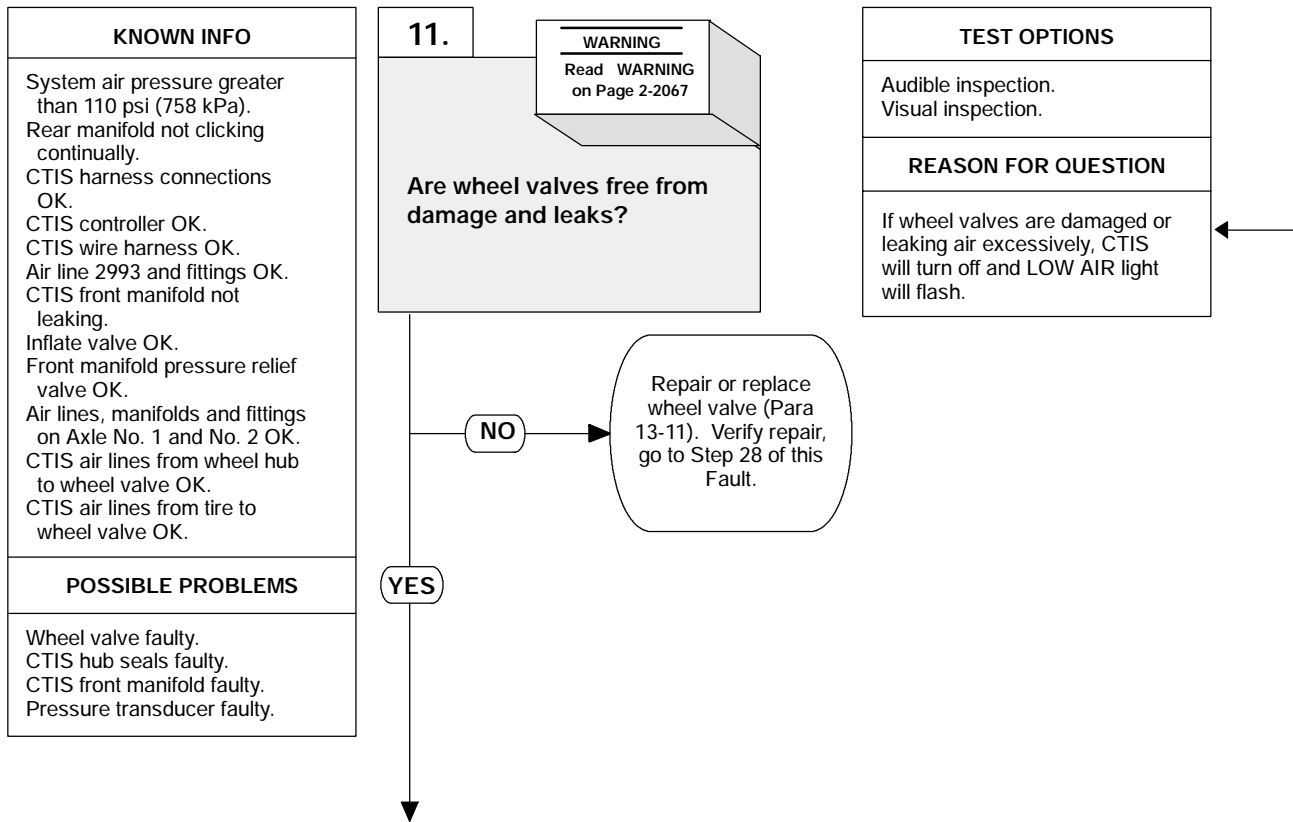 KNOWN INFO
System air pressure greater
than 110 psi (758 kPa).
Rear manifold not clicking
continually.
CTIS harness connections
OK.
CTIS controller OK.
CTIS wire harness OK.
Air line 2993 and fittings OK.
CTIS front manifold not
leaking.
Inflate valve OK.
Front manifold pressure relief
valve OK.
Air lines, manifolds and fittings
on Axle No. 1 and No. 2 OK.
CTIS air lines from wheel hub
to wheel valve OK.
CTIS air lines from tire to
wheel valve OK.
POSSIBLE PROBLEMS
Wheel valve faulty.
CTIS hub seals faulty.
CTIS front manifold faulty.
Pressure transducer faulty.
11.
WARNING
Read WARNING
on Page 2-2067
Are wheel valves free from
damage and leaks?
NO
Repair or replace
wheel valve (Para
13-11). Verify repair,
go to Step 28 of this
Fault.
YES
TEST OPTIONS
Audible inspection.
Visual inspection.
REASON FOR QUESTION
If wheel valves are damaged or
leaking air excessively, CTIS
will turn off and LOW AIR light
will flash.